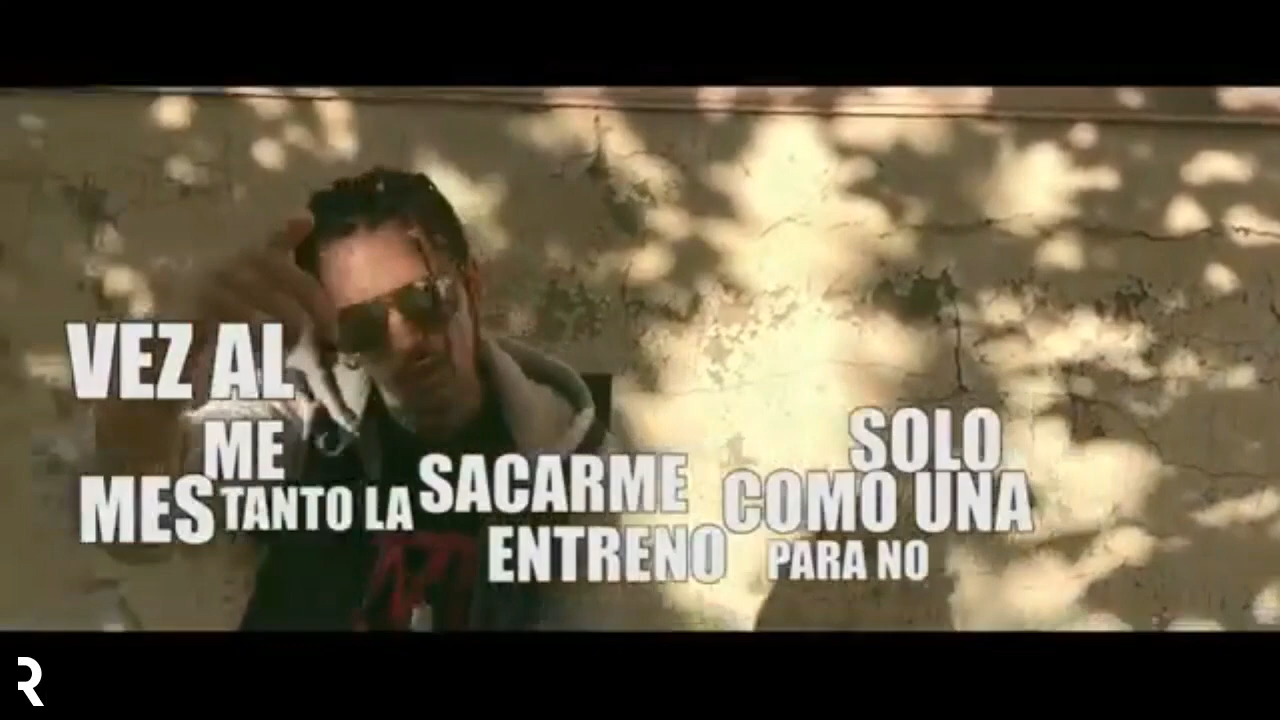 VEZ AL
ME
MES
TANTO LA
SACARME
ENTRENO
SOLO
COMO UNA
PARA NO
R